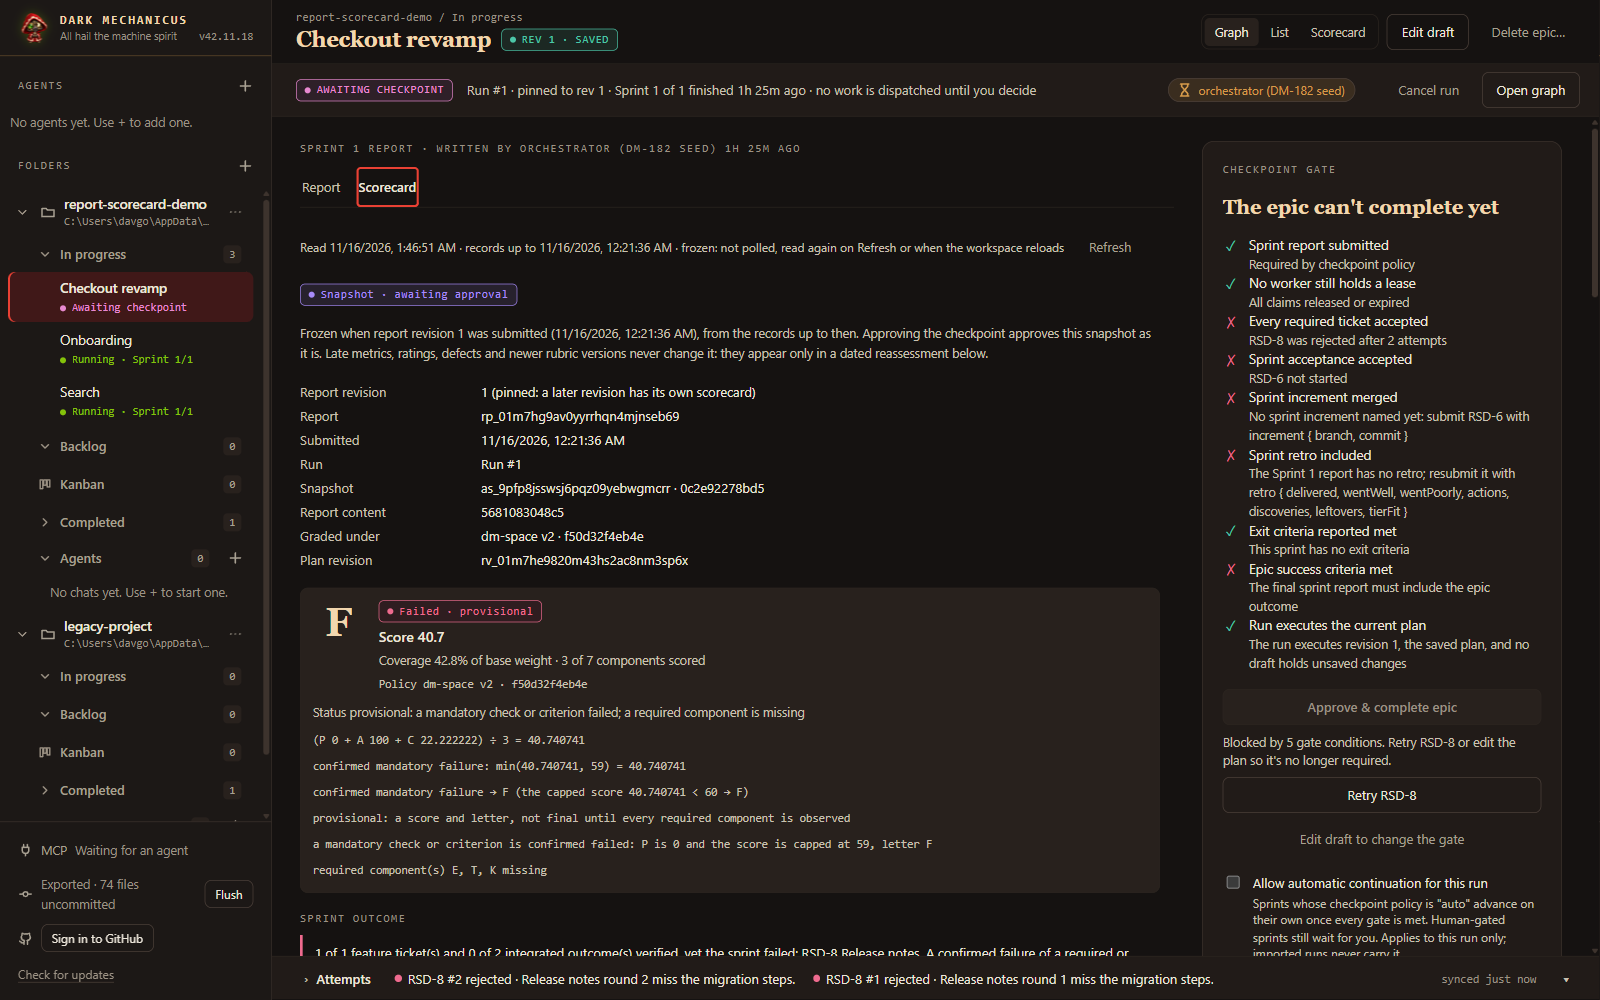 DARK MECHANICUS
All hail the machine spirit v42.11.18
AGENTS
No agents yet. Use + to add one.
FOLDERS
report-scorecard-demo
C:\Users\davgo\AppData\…
In progress 3
Checkout revamp
Awaiting checkpoint
Onboarding
Running · Sprint 1/1
Search
Running · Sprint 1/1
Backlog 0
Kanban 0
Completed 1
Agents 0
No chats yet. Use + to start one.
legacy-project
C:\Users\davgo\AppData\…
In progress 0
Backlog 0
Kanban 0
Completed 1
MCP Waiting for an agent
Exported · 74 files
uncommitted
Flush
Sign in to GitHub
Check for updates
report-scorecard-demo / In progress
Checkout revamp
REV 1 · SAVED
Graph List Scorecard
Edit draft
Delete epic...
AWAITING CHECKPOINT
Run #1 · pinned to rev 1 · Sprint 1 of 1 finished 1h 25m ago · no work is dispatched until you decide
orchestrator (DM-182 seed)
Cancel run
Open graph
SPRINT 1 REPORT · WRITTEN BY ORCHESTRATOR (DM-182 SEED) 1H 25M AGO
Report Scorecard
Read 11/16/2026, 1:46:51 AM · records up to 11/16/2026, 12:21:36 AM · frozen: not polled, read again on Refresh or when the workspace reloads Refresh
Snapshot · awaiting approval
Frozen when report revision 1 was submitted (11/16/2026, 12:21:36 AM), from the records up to then. Approving the checkpoint approves this snapshot as
it is. Late metrics, ratings, defects and newer rubric versions never change it: they appear only in a dated reassessment below.
Report revision 1 (pinned: a later revision has its own scorecard)
Report rp_01m7hg9av0yyrrhqn4mjnseb69
Submitted 11/16/2026, 12:21:36 AM
Run Run #1
Snapshot as_9pfp8jsswsj6pqz09yebwgmcrr · 0c2e92278bd5
Report content 5681083048c5
Graded under dm-space v2 · f50d32f4eb4e
Plan revision rv_01m7he9820m43hs2ac8nm3sp6x
F
Failed · provisional
Score 40.7
Coverage 42.8% of base weight · 3 of 7 components scored
Policy dm-space v2 · f50d32f4eb4e
Status provisional: a mandatory check or criterion failed; a required component is missing
(P 0 + A 100 + C 22.222222) ÷ 3 = 40.740741
confirmed mandatory failure: min(40.740741, 59) = 40.740741
confirmed mandatory failure → F (the capped score 40.740741 < 60 → F)
provisional: a score and letter, not final until every required component is observed
a mandatory check or criterion is confirmed failed: P is 0 and the score is capped at 59, letter F
required component(s) E, T, K missing
SPRINT OUTCOME
1 of 1 feature ticket(s) and 0 of 2 integrated outcome(s) verified, yet the sprint failed: RSD-8 Release notes. A confirmed failure of a required or
CHECKPOINT GATE
The epic can't complete yet
✓ Sprint report submitted
Required by checkpoint policy
✓ No worker still holds a lease
All claims released or expired
✗ Every required ticket accepted
RSD-8 was rejected after 2 attempts
✗ Sprint acceptance accepted
RSD-6 not started
✗ Sprint increment merged
No sprint increment named yet: submit RSD-6 with
increment { branch, commit }
✗ Sprint retro included
The Sprint 1 report has no retro; resubmit it with
retro { delivered, wentWell, wentPoorly, actions,
discoveries, leftovers, tierFit }
✓ Exit criteria reported met
This sprint has no exit criteria
✗ Epic success criteria met
The final sprint report must include the epic
outcome
✓ Run executes the current plan
The run executes revision 1, the saved plan, and no
draft holds unsaved changes
Approve & complete epic
Blocked by 5 gate conditions. Retry RSD-8 or edit the
plan so it's no longer required.
Retry RSD-8
Edit draft to change the gate
Allow automatic continuation for this run
Sprints whose checkpoint policy is "auto" advance on
their own once every gate is met. Human-gated
sprints still wait for you. Applies to this run only;
imported runs never carry it.
Attempts RSD-8 #2 rejected · Release notes round 2 miss the migration steps. RSD-8 #1 rejected · Release notes round 1 miss the migration steps.
synced just now